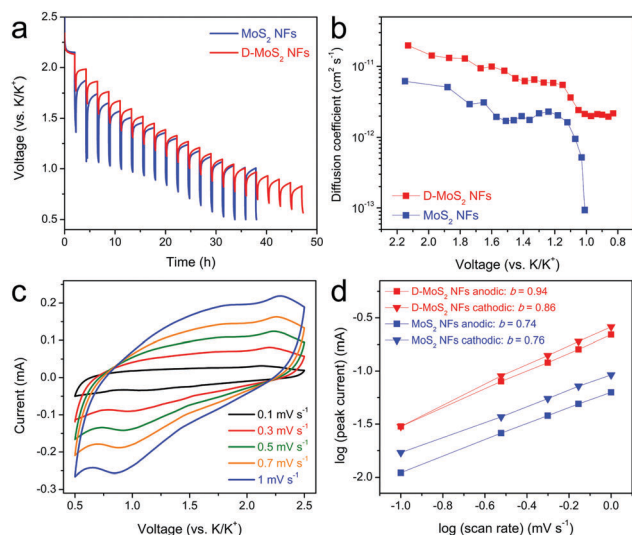 a
MoS₂ NFs
D-MoS₂ NFs
2.5
2.0
1.5
1.0
0.5
Voltage (vs. K/K⁺)
0 10 20 30 40 50
Time (h)
b
10⁻¹¹
10⁻¹²
10⁻¹³
Diffusion coefficient (cm² s⁻¹)
D-MoS₂ NFs
MoS₂ NFs
2.2 2.0 1.8 1.6 1.4 1.2 1.0 0.8
Voltage (vs. K/K⁺)
c
0.2
0.1
0.0
-0.1
-0.2
-0.3
Current (mA)
0.1 mV s⁻¹
0.3 mV s⁻¹
0.5 mV s⁻¹
0.7 mV s⁻¹
1 mV s⁻¹
0.5 1.0 1.5 2.0 2.5
Voltage (vs. K/K⁺)
d
D-MoS₂ NFs anodic: b = 0.94
D-MoS₂ NFs cathodic: b = 0.86
MoS₂ NFs anodic: b = 0.74
MoS₂ NFs cathodic: b = 0.76
0.0
-0.5
-1.0
-1.5
-2.0
log (peak current) (mA)
-1.0 -0.8 -0.6 -0.4 -0.2 0.0
log (scan rate) (mV s⁻¹)